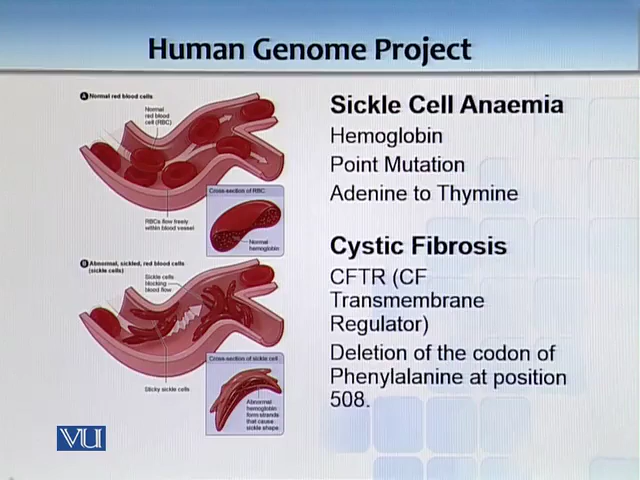 Human Genome Project
A Normal red blood cells
Normal
red blood
cell (RBC)
RBCs flow freely
within blood vessel
Cross-section of RBC
Normal
hemoglobin
B Abnormal, sickled, red blood cells
(sickle cells)
Sickle cells
blocking
blood flow
Sticky sickle cells
Cross-section of sickle cell
Abnormal
hemoglobin
form strands
that cause
sickle shape
Sickle Cell Anaemia
Hemoglobin
Point Mutation
Adenine to Thymine
Cystic Fibrosis
CFTR (CF
Transmembrane
Regulator)
Deletion of the codon of
Phenylalanine at position
508.
VU